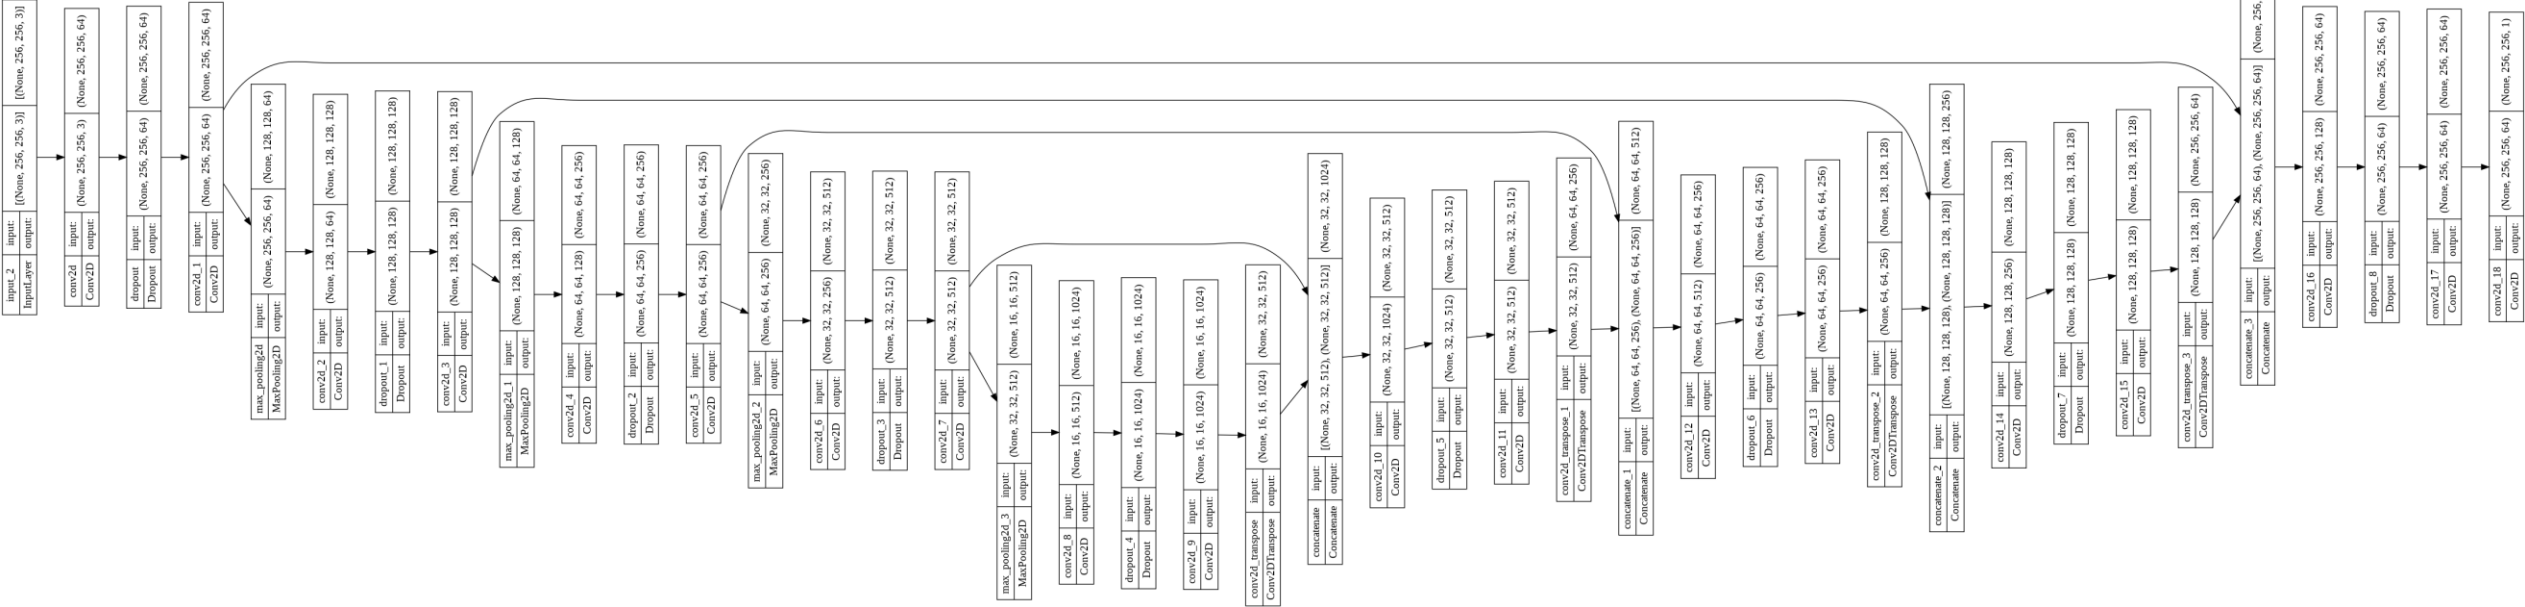 input_2 input: [(None, 256, 256, 3)] [(None, 256, 256, 3)]
InputLayer output:
conv2d input: (None, 256, 256, 3) (None, 256, 256, 64)
Conv2D output:
dropout input: (None, 256, 256, 64) (None, 256, 256, 64)
Dropout output:
conv2d_1 input: (None, 256, 256, 64) (None, 256, 256, 64)
Conv2D output:
max_pooling2d input: (None, 256, 256, 64) (None, 128, 128, 64)
MaxPooling2D output:
conv2d_2 input: (None, 128, 128, 64) (None, 128, 128, 128)
Conv2D output:
dropout_1 input: (None, 128, 128, 128) (None, 128, 128, 128)
Dropout output:
conv2d_3 input: (None, 128, 128, 128) (None, 128, 128, 128)
Conv2D output:
max_pooling2d_1 input: (None, 128, 128, 128) (None, 64, 64, 128)
MaxPooling2D output:
conv2d_4 input: (None, 64, 64, 128) (None, 64, 64, 256)
Conv2D output:
dropout_2 input: (None, 64, 64, 256) (None, 64, 64, 256)
Dropout output:
conv2d_5 input: (None, 64, 64, 256) (None, 64, 64, 256)
Conv2D output:
max_pooling2d_2 input: (None, 64, 64, 256) (None, 32, 32, 256)
MaxPooling2D output:
conv2d_6 input: (None, 32, 32, 256) (None, 32, 32, 512)
Conv2D output:
dropout_3 input: (None, 32, 32, 512) (None, 32, 32, 512)
Dropout output:
conv2d_7 input: (None, 32, 32, 512) (None, 32, 32, 512)
Conv2D output:
max_pooling2d_3 input: (None, 32, 32, 512) (None, 16, 16, 512)
MaxPooling2D output:
conv2d_8 input: (None, 16, 16, 512) (None, 16, 16, 1024)
Conv2D output:
dropout_4 input: (None, 16, 16, 1024) (None, 16, 16, 1024)
Dropout output:
conv2d_9 input: (None, 16, 16, 1024) (None, 16, 16, 1024)
Conv2D output:
conv2d_transpose input: (None, 16, 16, 1024) (None, 32, 32, 512)
Conv2DTranspose output:
concatenate input: [(None, 32, 32, 512), (None, 32, 32, 512)] (None, 32, 32, 1024)
Concatenate output:
conv2d_10 input: (None, 32, 32, 1024) (None, 32, 32, 512)
Conv2D output:
dropout_5 input: (None, 32, 32, 512) (None, 32, 32, 512)
Dropout output:
conv2d_11 input: (None, 32, 32, 512) (None, 32, 32, 512)
Conv2D output:
conv2d_transpose_1 input: (None, 32, 32, 512) (None, 64, 64, 256)
Conv2DTranspose output:
concatenate_1 input: [(None, 64, 64, 256), (None, 64, 64, 256)] (None, 64, 64, 512)
Concatenate output:
conv2d_12 input: (None, 64, 64, 512) (None, 64, 64, 256)
Conv2D output:
dropout_6 input: (None, 64, 64, 256) (None, 64, 64, 256)
Dropout output:
conv2d_13 input: (None, 64, 64, 256) (None, 64, 64, 256)
Conv2D output:
conv2d_transpose_2 input: (None, 64, 64, 256) (None, 128, 128, 128)
Conv2DTranspose output:
concatenate_2 input: [(None, 128, 128, 128), (None, 128, 128, 128)] (None, 128, 128, 256)
Concatenate output:
conv2d_14 input: (None, 128, 128, 256) (None, 128, 128, 128)
Conv2D output:
dropout_7 input: (None, 128, 128, 128) (None, 128, 128, 128)
Dropout output:
conv2d_15 input: (None, 128, 128, 128) (None, 128, 128, 128)
Conv2D output:
conv2d_transpose_3 input: (None, 128, 128, 128) (None, 256, 256, 64)
Conv2DTranspose output:
concatenate_3 input: [(None, 256, 256, 64), (None, 256, 256, 64)] (None, 256,
Concatenate output:
conv2d_16 input: (None, 256, 256, 128) (None, 256, 256, 64)
Conv2D output:
dropout_8 input: (None, 256, 256, 64) (None, 256, 256, 64)
Dropout output:
conv2d_17 input: (None, 256, 256, 64) (None, 256, 256, 64)
Conv2D output:
conv2d_18 input: (None, 256, 256, 64) (None, 256, 256, 1)
Conv2D output: